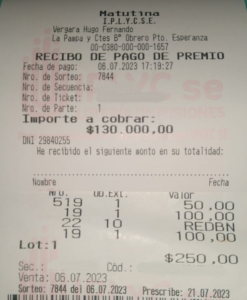 Matutina
I.P.L.Y.C.S.E.
Vergara Hugo Fernando
La Pampa y Ctes Bº Obrero Pto. Esperanza
00-0380-000-000-1657
RECIBO DE PAGO DE PREMIO
Fecha de pago: 06.07.2023 17:19:27
Nro. de Sorteo: 7844
Nro. de Secuencia:
Nro. de Ticket:
Nro. de Parte: 1
Importe a cobrar:
$130.000,00
DNI 29840255
He recibido el siguiente monto en su totalidad:
Nombre Fecha
Nro. UD.EXT. Valor
519 1 50,00
19 1 100,00
22 10 REDBN
19 1 100,00
Lot:1
$250,00
Sec.: Cód.:
Venta: 06.07.2023
Sorteo: 7844 del 06.07.2023 Prescribe: 21.07.2023